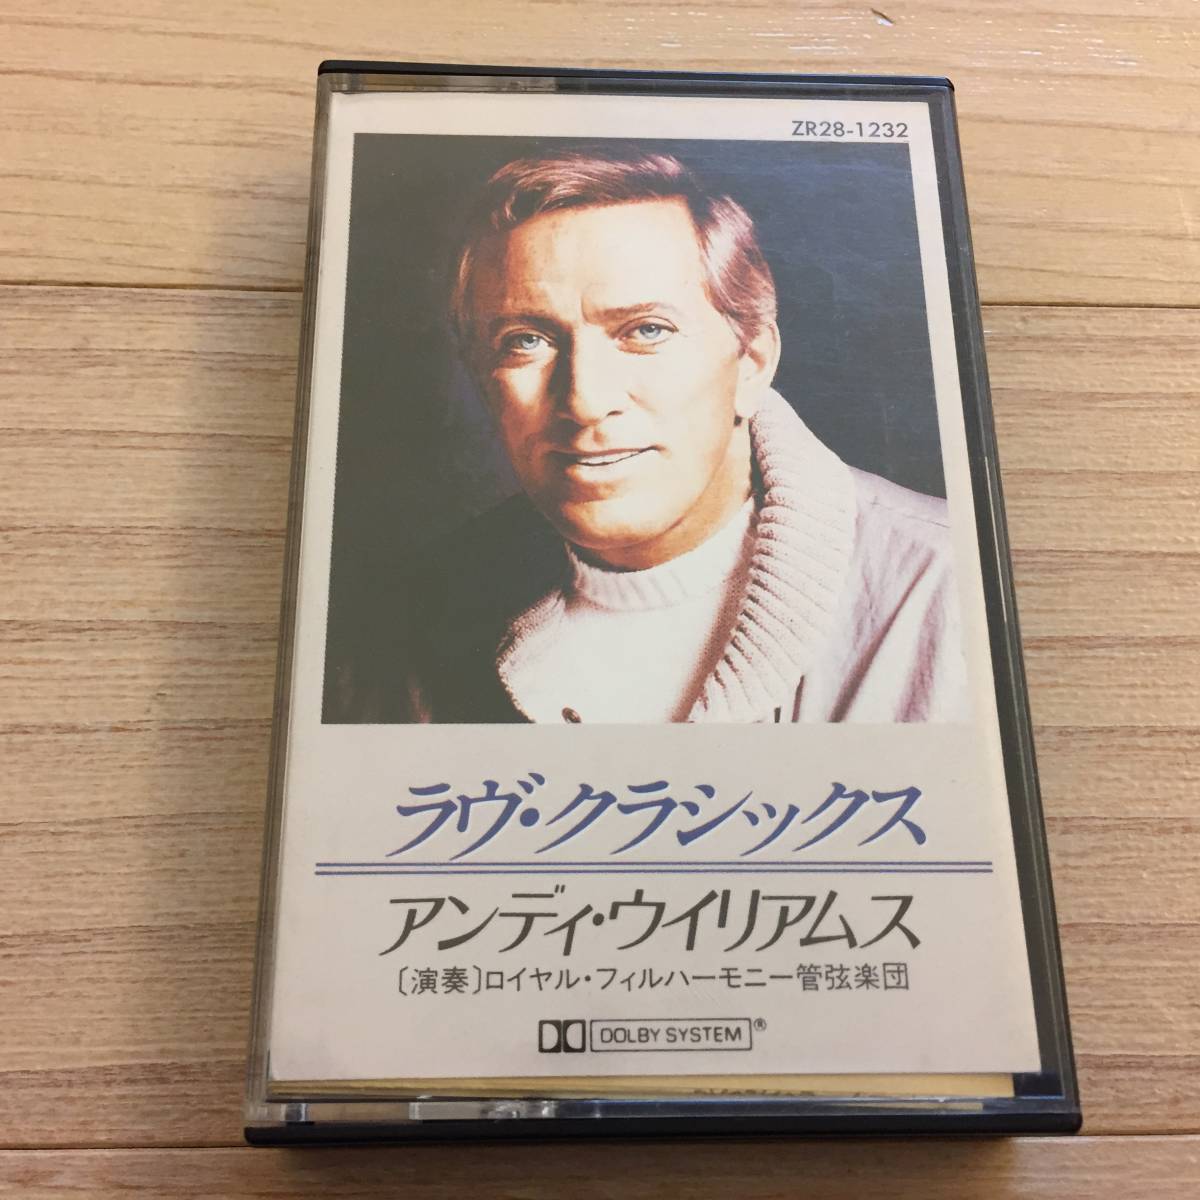 ZR28-1232
ラヴ・クラシックス
アンディ・ウイリアムス
〔演奏〕ロイヤル・フィルハーモニー管弦楽団
DOLBY SYSTEM®